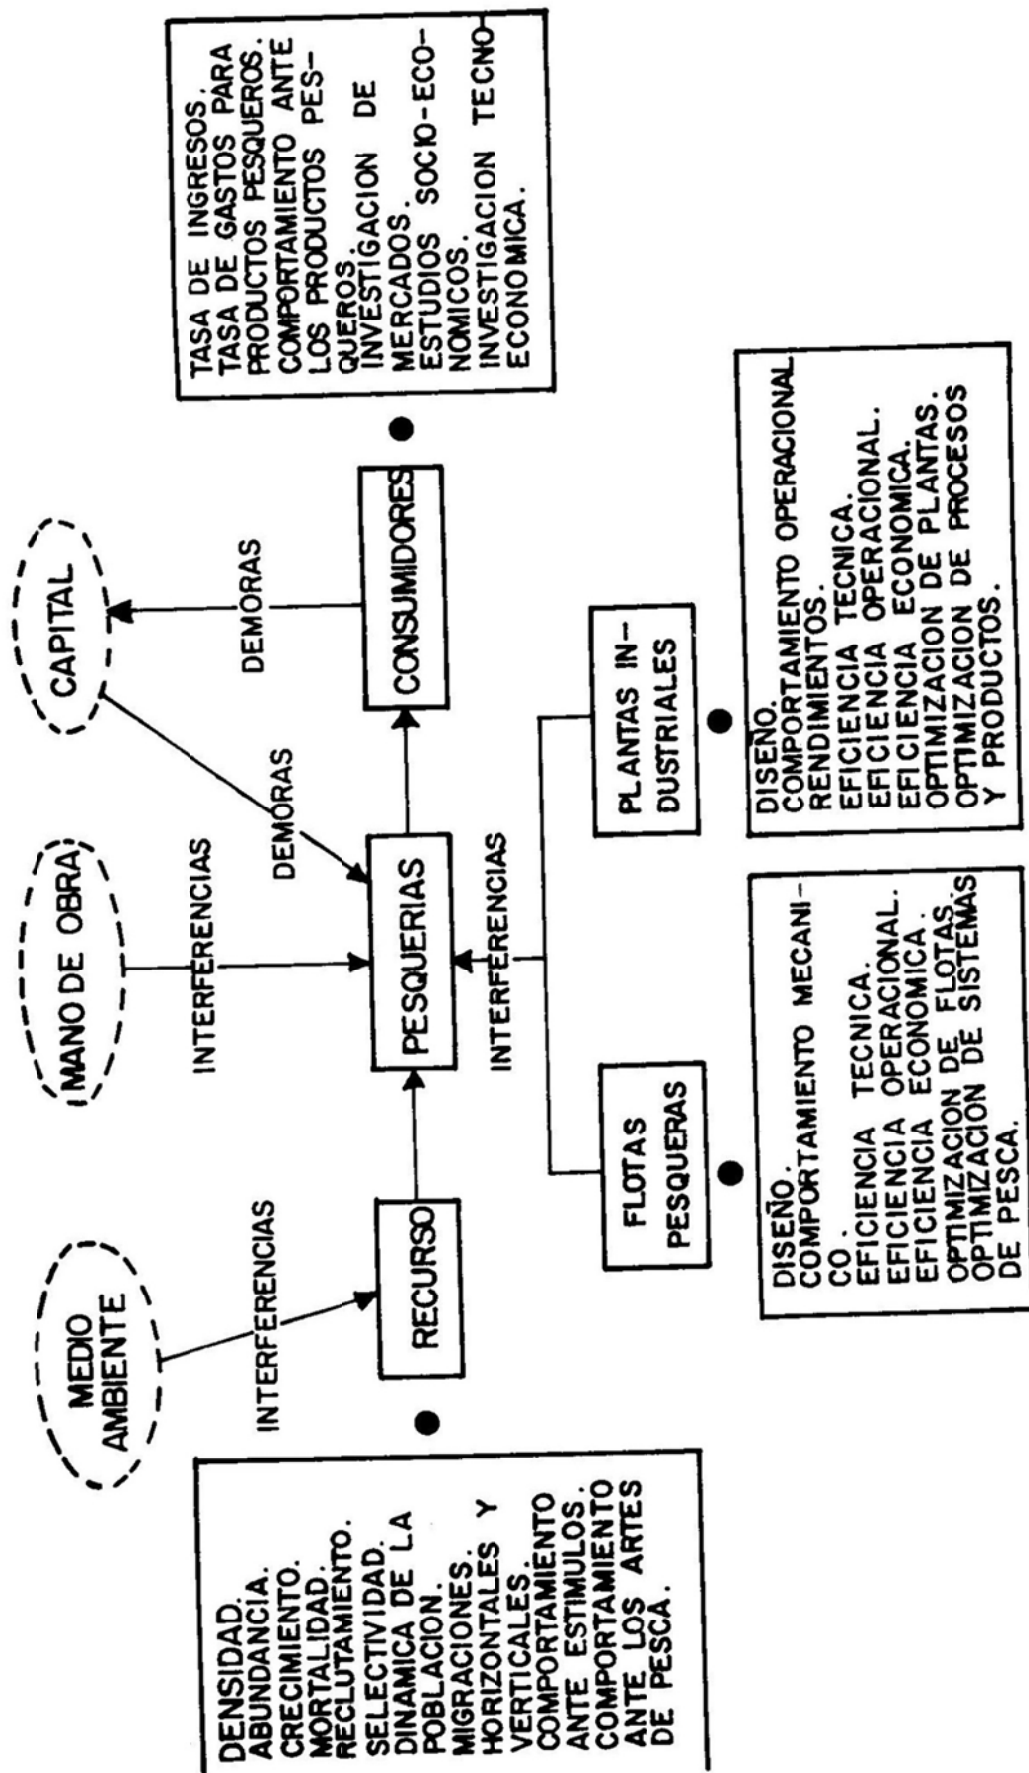 MEDIO
AMBIENTE
MANO DE OBRA
CAPITAL
INTERFERENCIAS
INTERFERENCIAS
DEMORAS
DEMORAS
RECURSO
PESQUERIAS
CONSUMIDORES
INTERFERENCIAS
FLOTAS
PESQUERAS
PLANTAS IN-
DUSTRIALES
DENSIDAD.
ABUNDANCIA.
CRECIMIENTO.
MORTALIDAD.
RECLUTAMIENTO.
SELECTIVIDAD.
DINAMICA DE LA
POBLACION.
MIGRACIONES.
HORIZONTALES Y
VERTICALES.
COMPORTAMIENTO
ANTE ESTIMULOS.
COMPORTAMIENTO
ANTE LOS ARTES
DE PESCA.
DISEÑO.
COMPORTAMIENTO MECANI-
CO.
EFICIENCIA TECNICA.
EFICIENCIA OPERACIONAL.
EFICIENCIA ECONOMICA.
OPTIMIZACION DE FLOTAS.
OPTIMIZACION DE SISTEMAS
DE PESCA.
DISENO.
COMPORTAMIENTO OPERACIONAL
RENDIMIENTOS.
EFICIENCIA TECNICA.
EFICIENCIA OPERACIONAL.
EFICIENCIA ECONOMICA.
OPTIMIZACION DE PLANTAS.
OPTIMIZACION DE PROCESOS
Y PRODUCTOS.
TASA DE INGRESOS.
TASA DE GASTOS PARA
PRODUCTOS PESQUEROS.
COMPORTAMIENTO ANTE
LOS PRODUCTOS PES-
QUEROS.
INVESTIGACION DE
MERCADOS.
ESTUDIOS SOCIO-ECO-
NOMICOS.
INVESTIGACION TECNO
ECONOMICA.